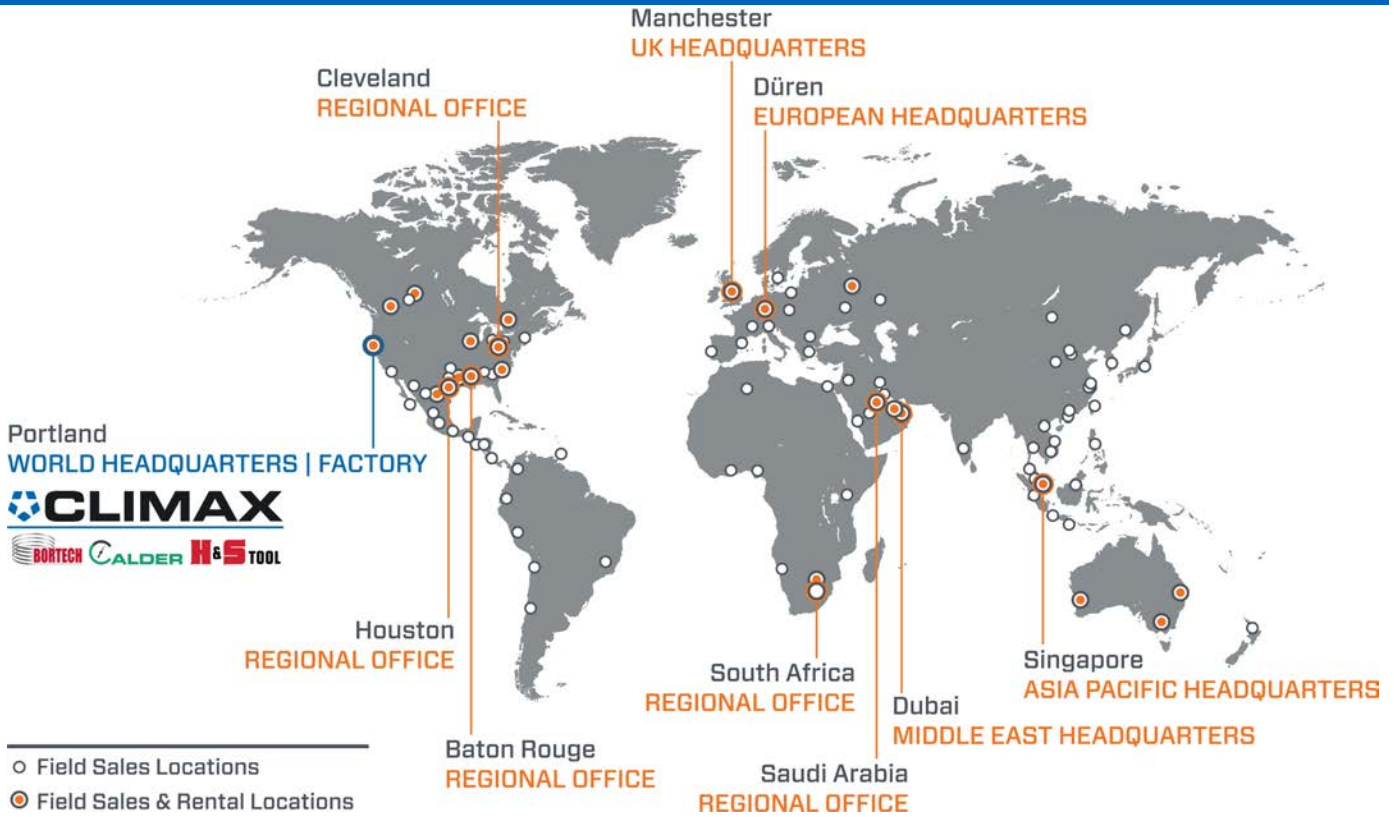 Manchester
UK HEADQUARTERS
Cleveland
REGIONAL OFFICE
Düren
EUROPEAN HEADQUARTERS
Portland
WORLD HEADQUARTERS | FACTORY
CLIMAX
BORTECH CALDER H&S TOOL
Houston
REGIONAL OFFICE
South Africa
REGIONAL OFFICE
Singapore
ASIA PACIFIC HEADQUARTERS
Dubai
MIDDLE EAST HEADQUARTERS
Baton Rouge
REGIONAL OFFICE
Saudi Arabia
REGIONAL OFFICE
Field Sales Locations
Field Sales & Rental Locations